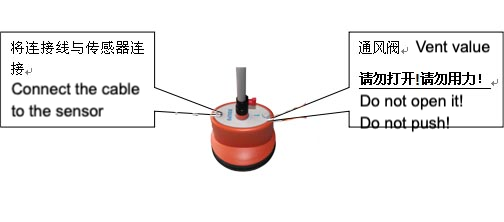 将连接线与传感器连
接
Connect the cable
to the sensor
通风阀 Vent value
请勿打开!请勿用力!
Do not open it!
Do not push!